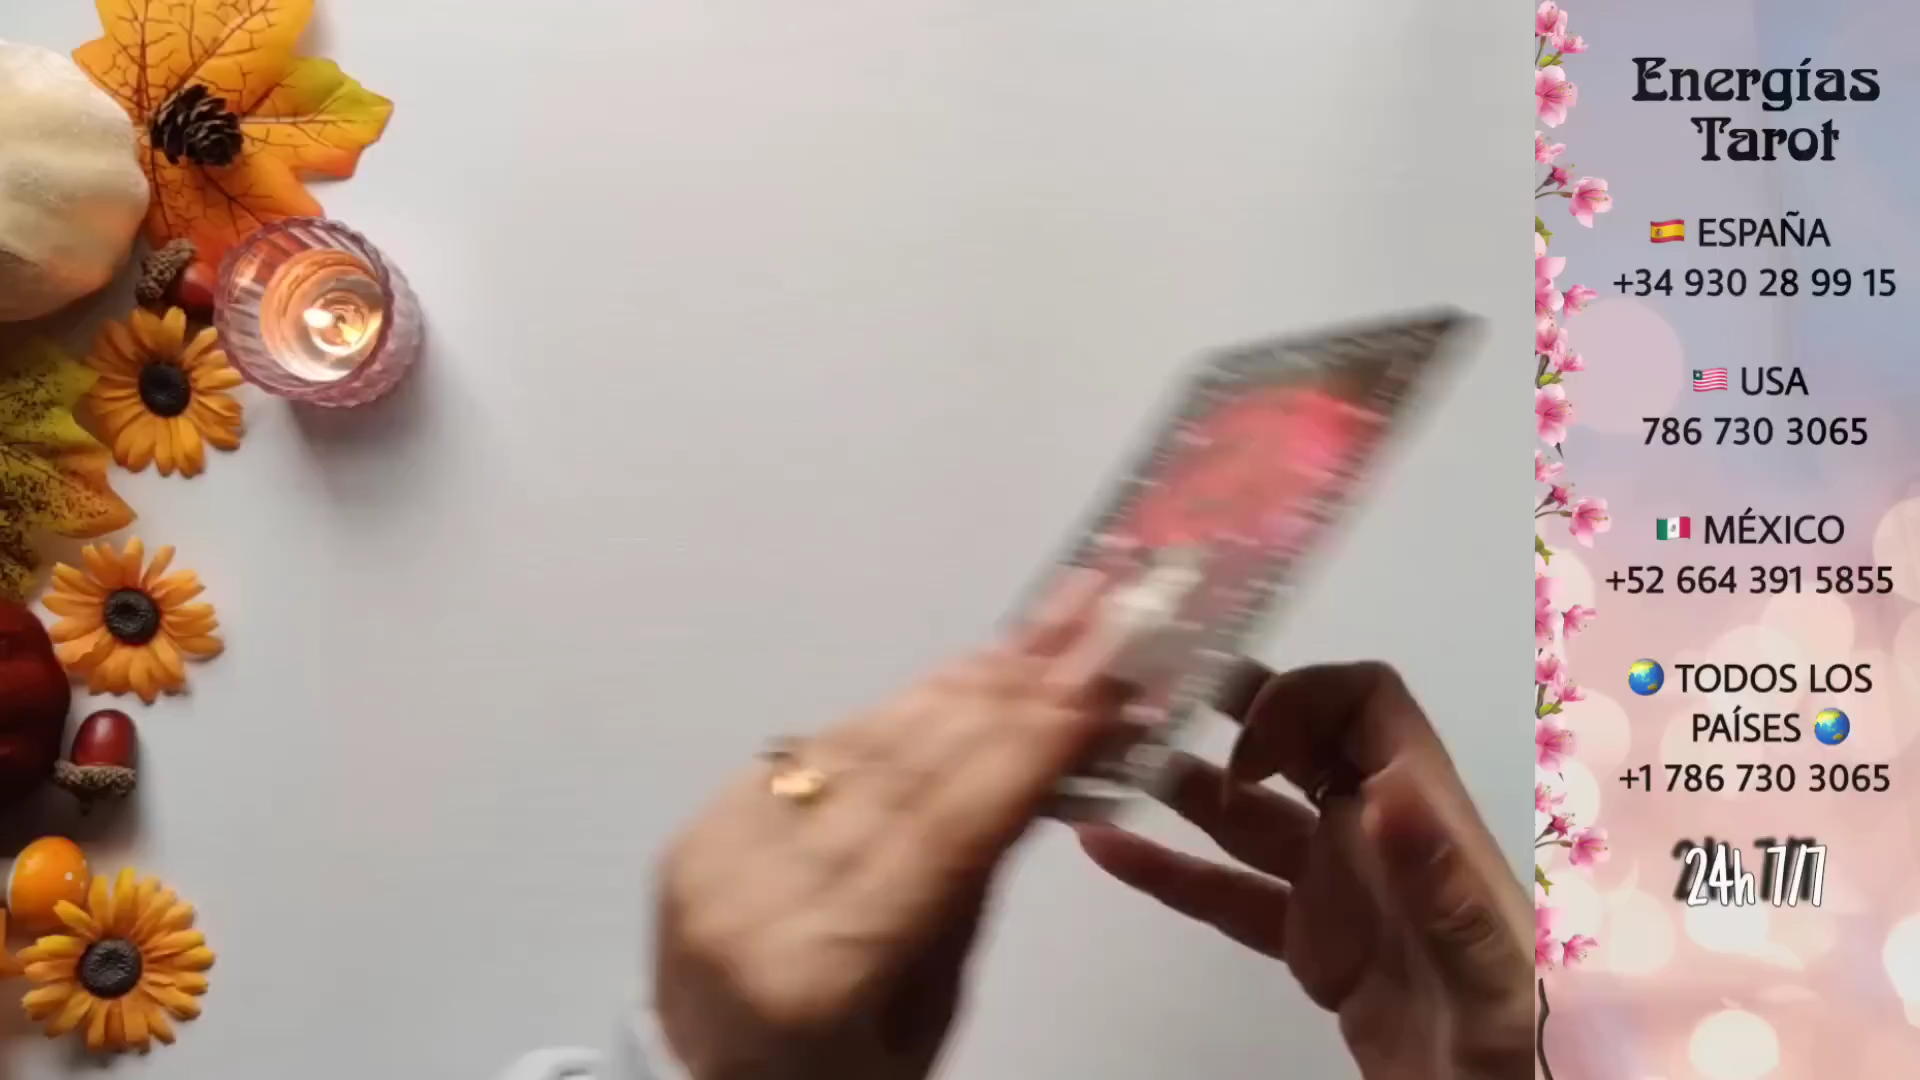 Energías
Tarot
ESPAÑA
+34 930 28 99 15
USA
786 730 3065
MÉXICO
+52 664 391 5855
TODOS LOS
PAÍSES
+1 786 730 3065
24h 7/7